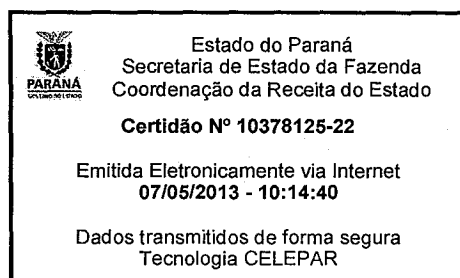 Estado do Paraná
Secretaria de Estado da Fazenda
PARANÁ
Coordenação da Receita do Estado
Certidão Nº 10378125-22
Emitida Eletronicamente via Internet
07/05/2013 - 10:14:40
Dados transmitidos de forma segura
Tecnologia CELEPAR